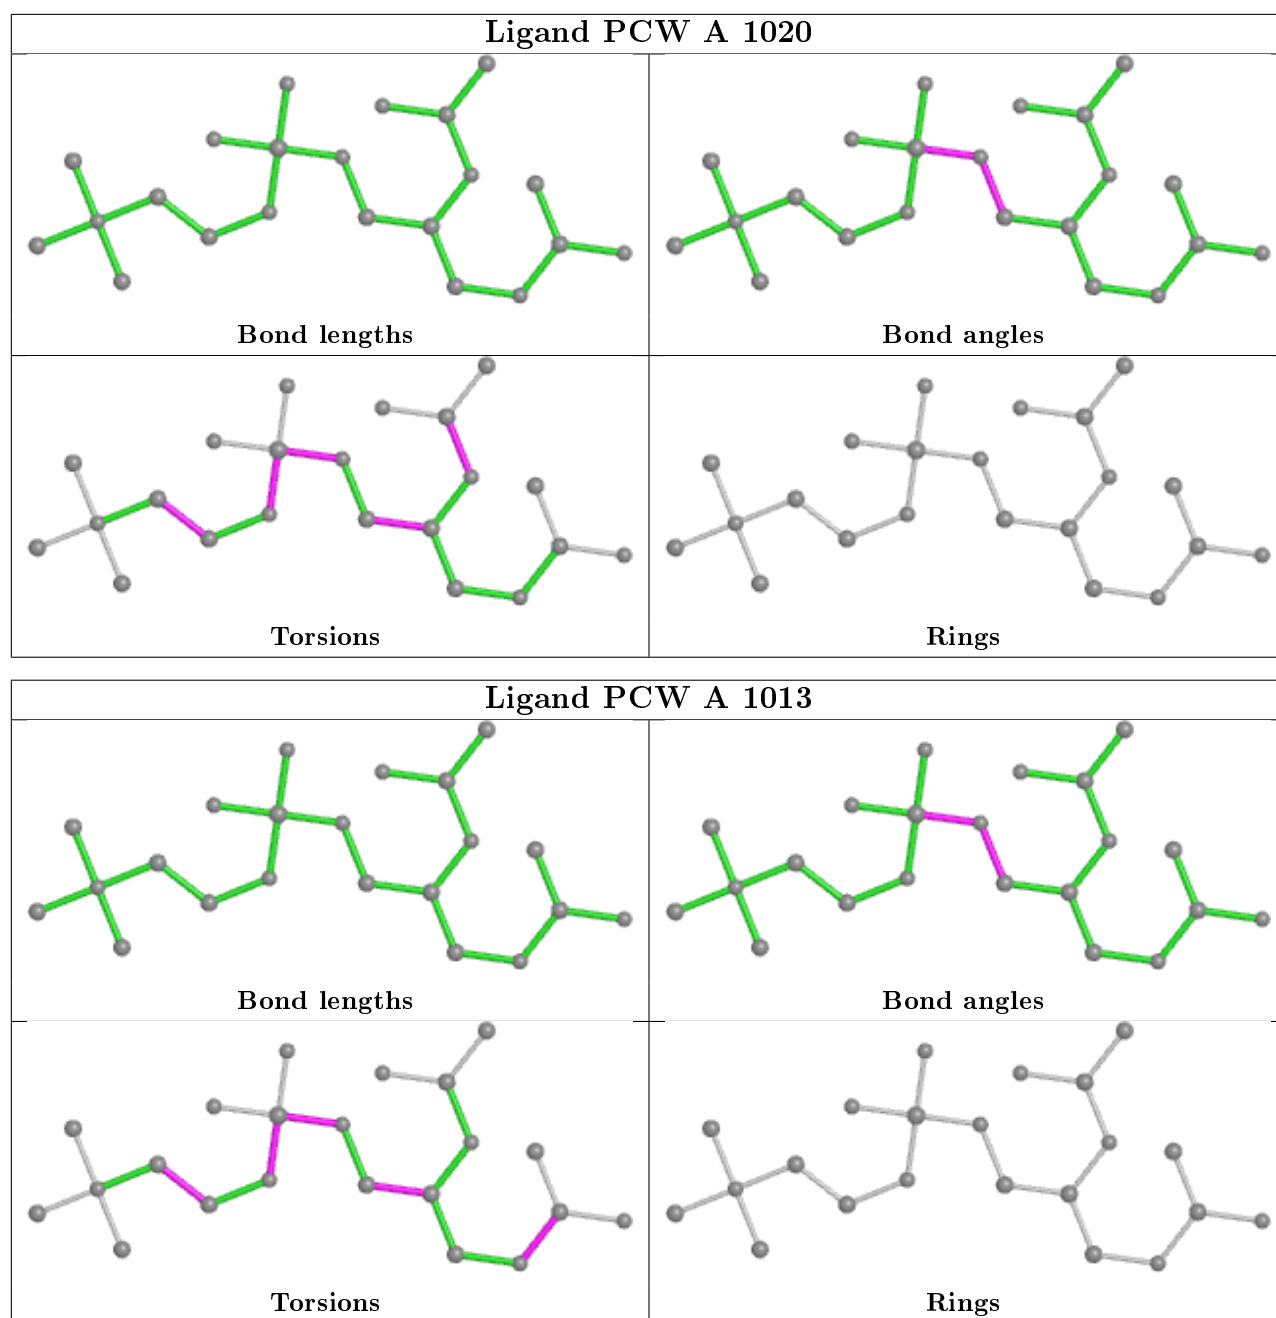 Ligand PCW A 1020
Bond lengths
Bond angles
Torsions
Rings
Ligand PCW A 1013
Bond lengths
Bond angles
Torsions
Rings